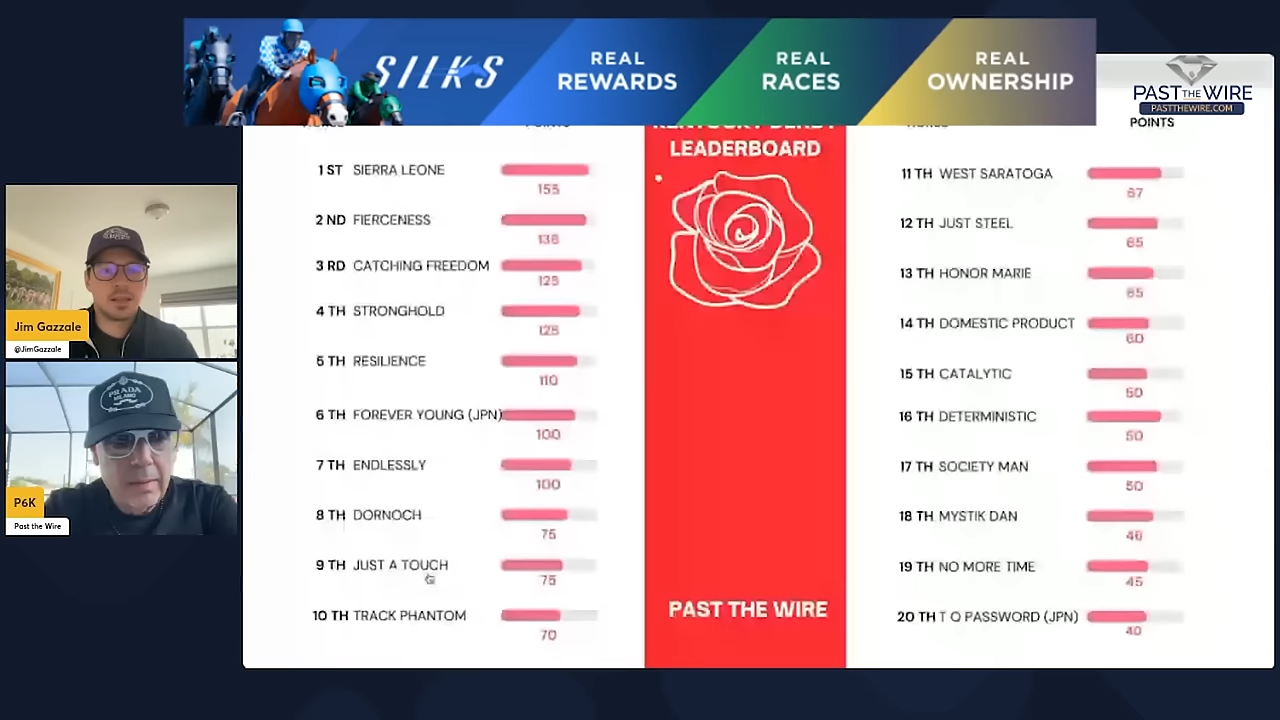 SILKS
REAL
REWARDS
REAL
RACES
REAL
OWNERSHIP
PAST THE WIRE
PASTTHEWIRE.COM
POINTS
LEADERBOARD
1 ST SIERRA LEONE
155
2 ND FIERCENESS
136
3 RD CATCHING FREEDOM
125
4 TH STRONGHOLD
125
5 TH RESILIENCE
110
6 TH FOREVER YOUNG (JPN)
100
7 TH ENDLESSLY
100
8 TH DORNOCH
75
9 TH JUST A TOUCH
75
10 TH TRACK PHANTOM
70
PAST THE WIRE
11 TH WEST SARATOGA
67
12 TH JUST STEEL
65
13 TH HONOR MARIE
65
14 TH DOMESTIC PRODUCT
60
15 TH CATALYTIC
50
16 TH DETERMINISTIC
50
17 TH SOCIETY MAN
50
18 TH MYSTIK DAN
46
19 TH NO MORE TIME
45
20 TH T O PASSWORD (JPN)
40
Jim Gazzale
@JimGazzale
PRADA
MILANO
P6K
Past the Wire